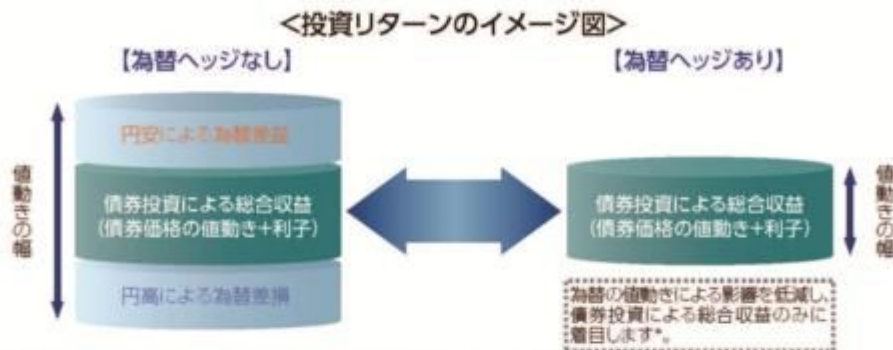 <投資リターンのイメージ図>
【為替ヘッジなし】
【為替ヘッジあり】
値動きの幅
円安による為替差益
債券投資による総合収益
(債券価格の値動き+利子)
円高による為替差損
債券投資による総合収益
(債券価格の値動き+利子)
値動きの幅
為替の値動きによる影響を低減し、
債券投資による総合収益のみに
着目します*。